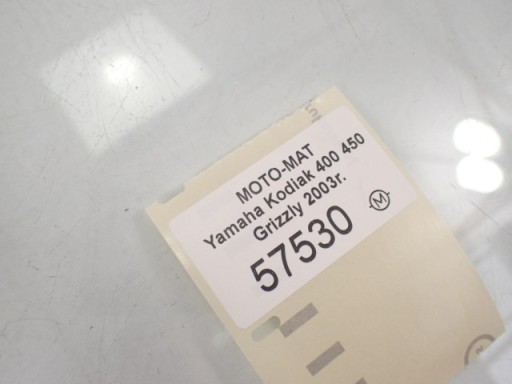 MOTO-MAT
Yamaha Kodiak 400 450
Grizzly 2003r.
57530
M